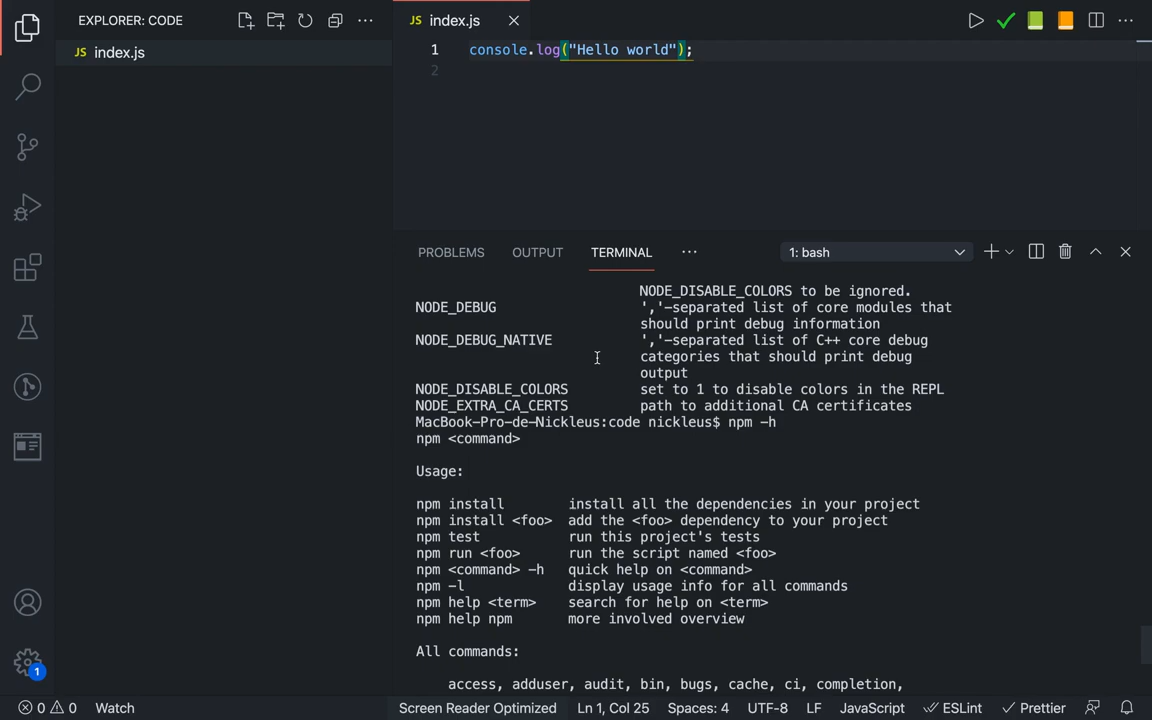 EXPLORER: CODE
JS index.js
JS index.js
1 console.log("Hello world");
2
PROBLEMS OUTPUT TERMINAL 1: bash
NODE_DISABLE_COLORS to be ignored.
NODE_DEBUG ','-separated list of core modules that
should print debug information
NODE_DEBUG_NATIVE ','-separated list of C++ core debug
categories that should print debug
output
NODE_DISABLE_COLORS set to 1 to disable colors in the REPL
NODE_EXTRA_CA_CERTS path to additional CA certificates
MacBook-Pro-de-Nickleus:code nickleus$ npm -h
npm <command>
Usage:
npm install install all the dependencies in your project
npm install <foo> add the <foo> dependency to your project
npm test run this project's tests
npm run <foo> run the script named <foo>
npm <command> -h quick help on <command>
npm -l display usage info for all commands
npm help <term> search for help on <term>
npm help npm more involved overview
All commands:
access, adduser, audit, bin, bugs, cache, ci, completion,
1
0 0 Watch Screen Reader Optimized Ln 1, Col 25 Spaces: 4 UTF-8 LF JavaScript ESLint Prettier